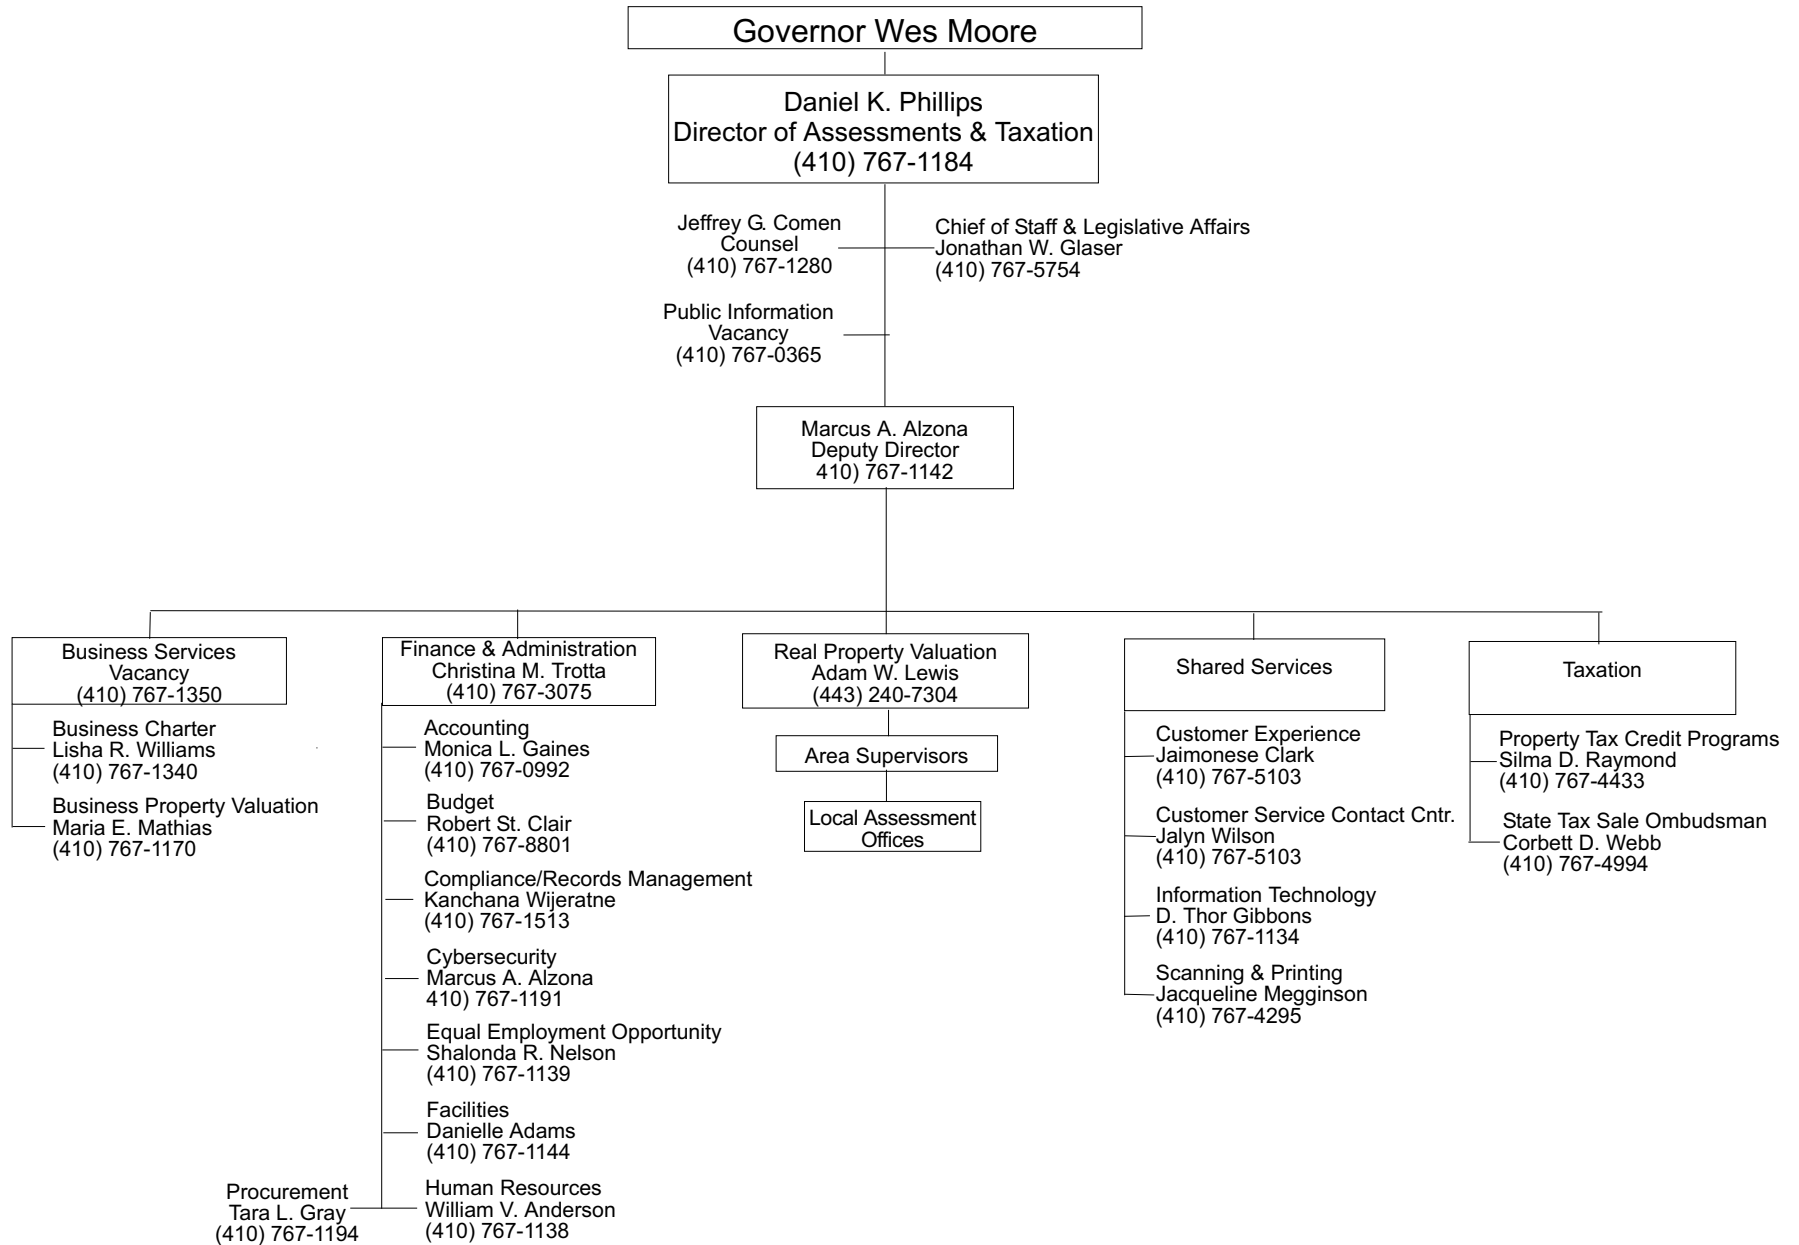 Governor Wes Moore
Daniel K. Phillips
Director of Assessments & Taxation
(410) 767-1184
Jeffrey G. Comen
Counsel
(410) 767-1280
Chief of Staff & Legislative Affairs
Jonathan W. Glaser
(410) 767-5754
Public Information
Vacancy
(410) 767-0365
Marcus A. Alzona
Deputy Director
410) 767-1142
Business Services
Vacancy
(410) 767-1350
Business Charter
Lisha R. Williams
(410) 767-1340
Business Property Valuation
Maria E. Mathias
(410) 767-1170
Finance & Administration
Christina M. Trotta
(410) 767-3075
Accounting
Monica L. Gaines
(410) 767-0992
Budget
Robert St. Clair
(410) 767-8801
Compliance/Records Management
Kanchana Wijeratne
(410) 767-1513
Cybersecurity
Marcus A. Alzona
410) 767-1191
Equal Employment Opportunity
Shalonda R. Nelson
(410) 767-1139
Facilities
Danielle Adams
(410) 767-1144
Procurement
Tara L. Gray
(410) 767-1194
Human Resources
William V. Anderson
(410) 767-1138
Real Property Valuation
Adam W. Lewis
(443) 240-7304
Area Supervisors
Local Assessment
Offices
Shared Services
Customer Experience
Jaimonese Clark
(410) 767-5103
Customer Service Contact Cntr.
Jalyn Wilson
(410) 767-5103
Information Technology
D. Thor Gibbons
(410) 767-1134
Scanning & Printing
Jacqueline Megginson
(410) 767-4295
Taxation
Property Tax Credit Programs
Silma D. Raymond
(410) 767-4433
State Tax Sale Ombudsman
Corbett D. Webb
(410) 767-4994